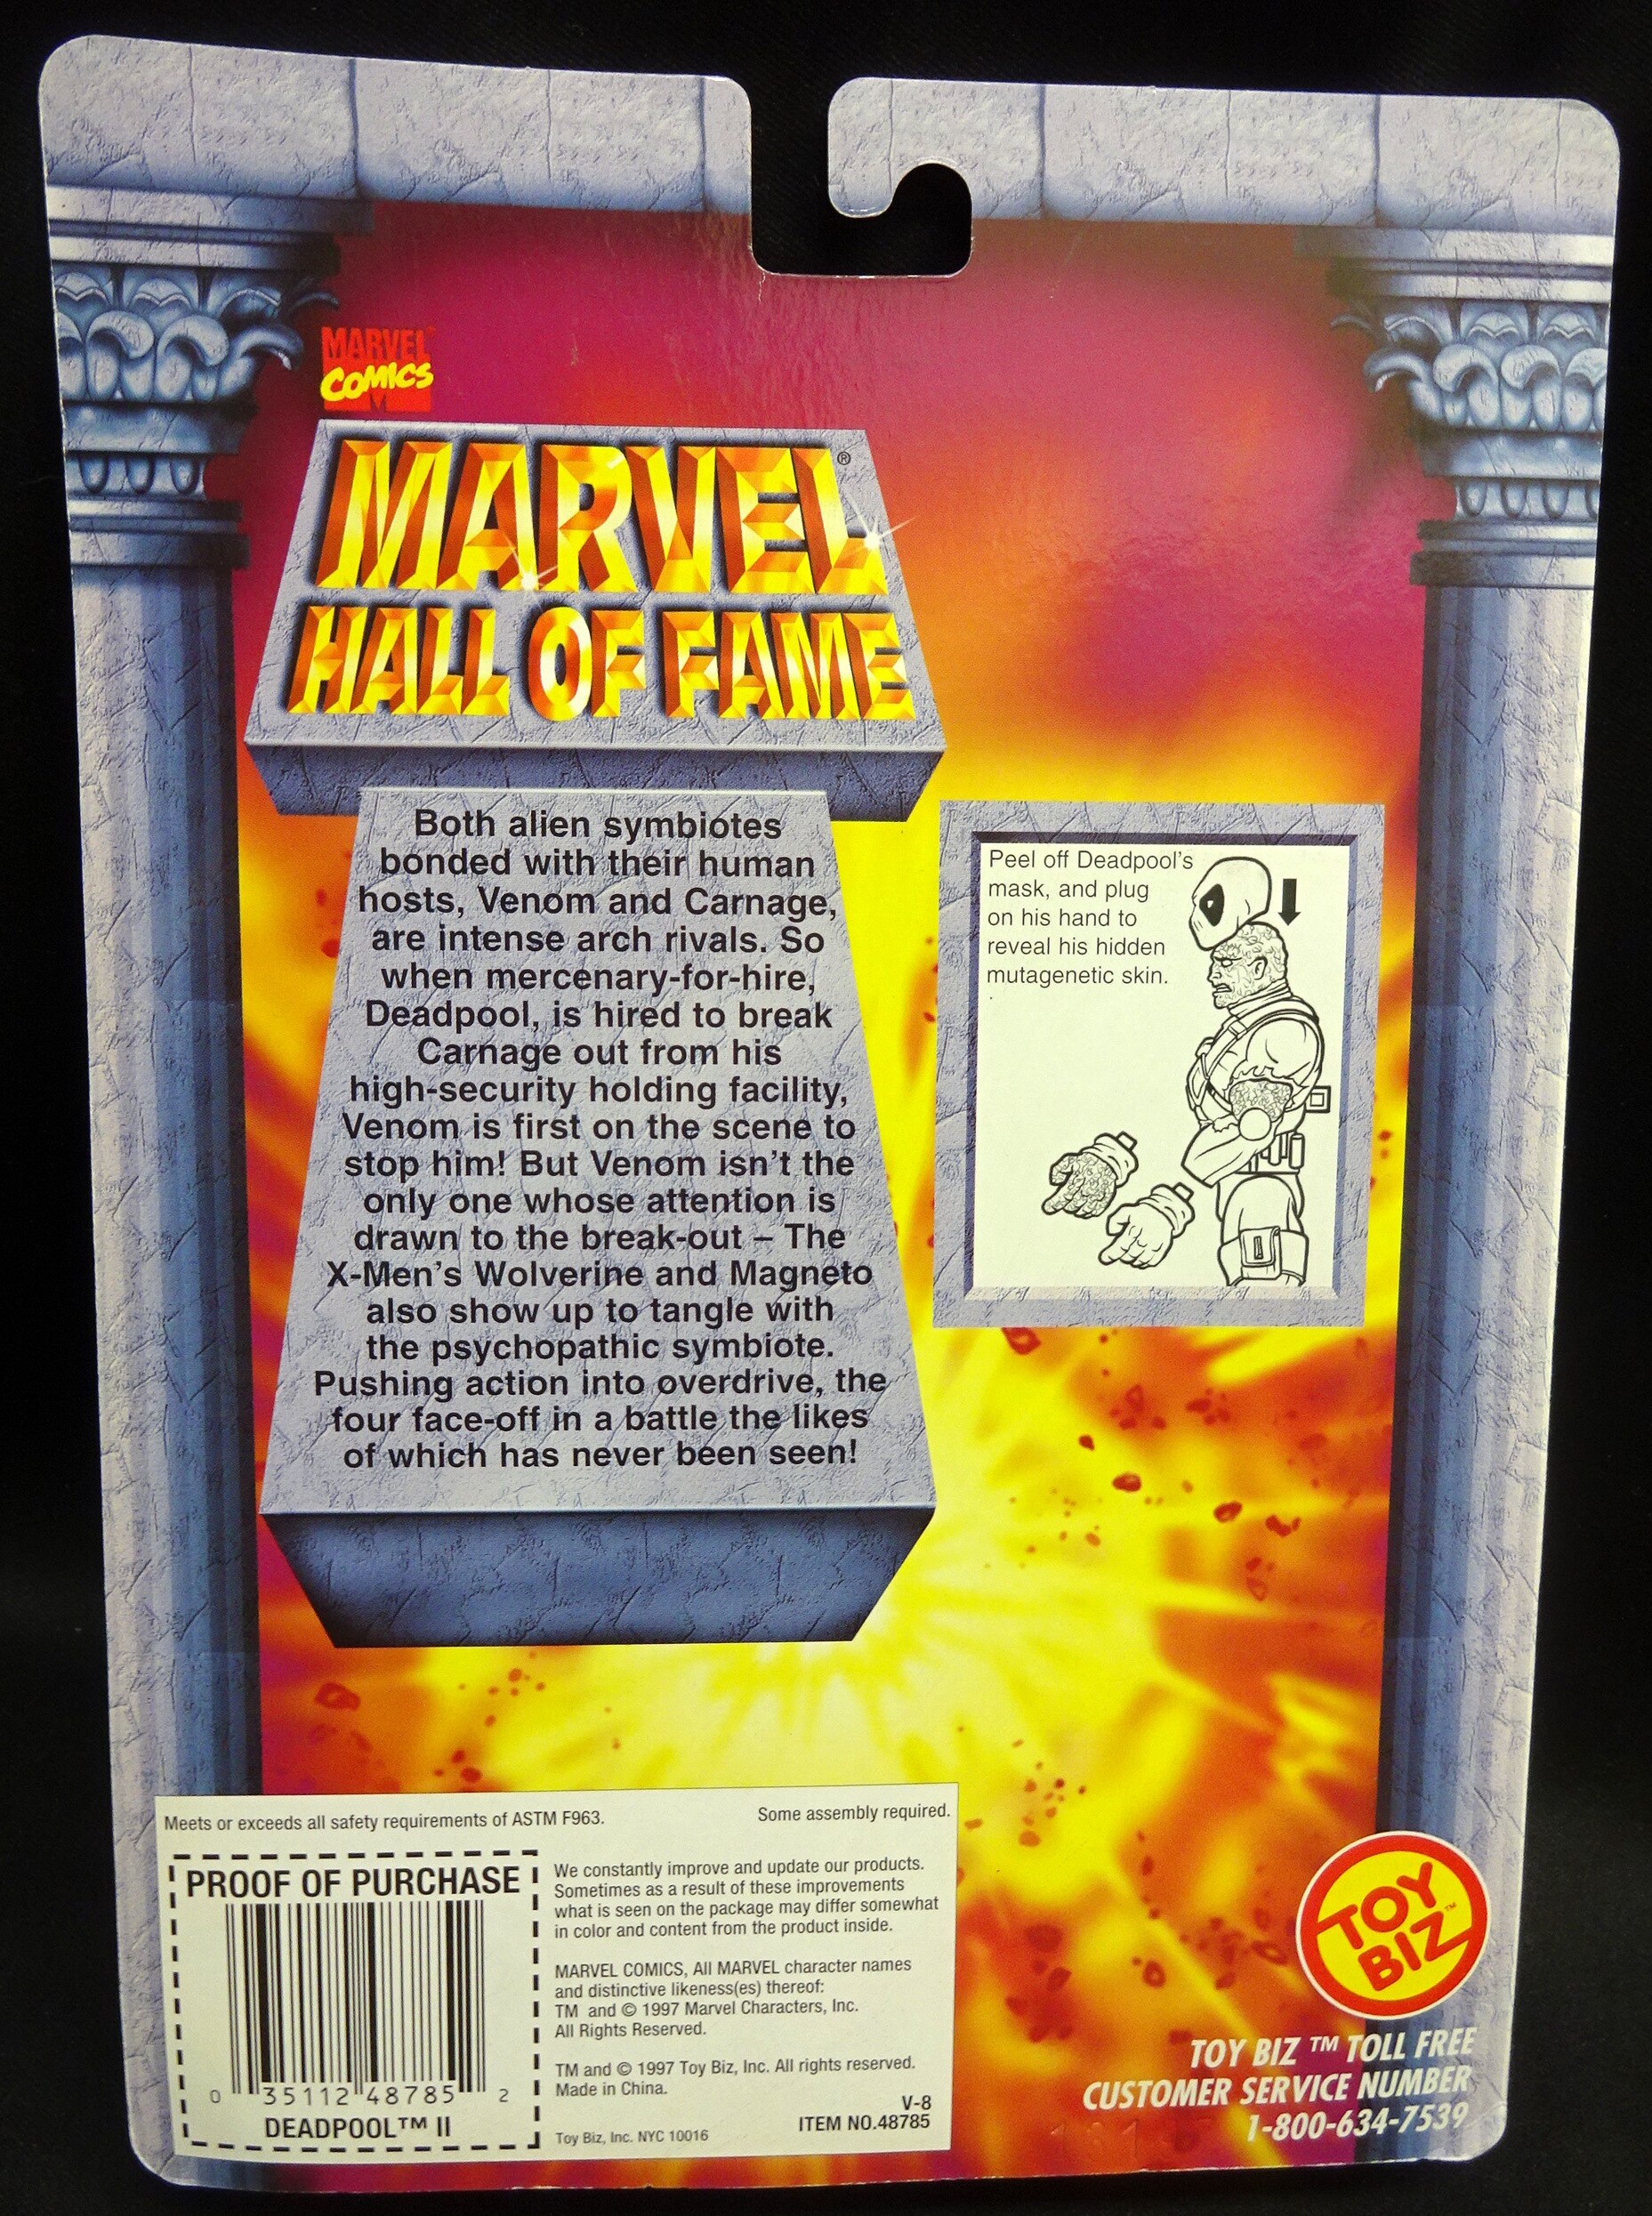 MARVEL
COMICS
MARVEL®
HALL OF FAME
Both alien symbiotes
bonded with their human
hosts, Venom and Carnage,
are intense arch rivals. So
when mercenary-for-hire,
Deadpool, is hired to break
Carnage out from his
high-security holding facility,
Venom is first on the scene to
stop him! But Venom isn't the
only one whose attention is
drawn to the break-out – The
X-Men's Wolverine and Magneto
also show up to tangle with
the psychopathic symbiote.
Pushing action into overdrive, the
four face-off in a battle the likes
of which has never been seen!
Peel off Deadpool's
mask, and plug
on his hand to
reveal his hidden
mutagenetic skin.
Meets or exceeds all safety requirements of ASTM F963.
Some assembly required.
PROOF OF PURCHASE
0 35112 48785 2
DEADPOOL™ II
We constantly improve and update our products.
Sometimes as a result of these improvements
what is seen on the package may differ somewhat
in color and content from the product inside.
MARVEL COMICS, All MARVEL character names
and distinctive likeness(es) thereof:
TM and © 1997 Marvel Characters, Inc.
All Rights Reserved.
TM and © 1997 Toy Biz, Inc. All rights reserved.
Made in China.
V-8
ITEM NO.48785
Toy Biz, Inc. NYC 10016
TOY
BIZ™
TOY BIZ ™ TOLL FREE
CUSTOMER SERVICE NUMBER
1-800-634-7539